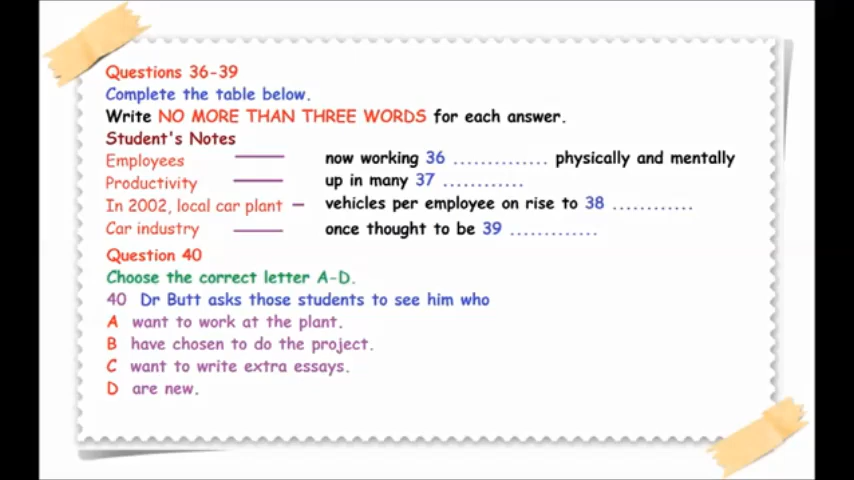 Questions 36-39
Complete the table below.
Write NO MORE THAN THREE WORDS for each answer.
Student's Notes
Employees ——— now working 36 .............. physically and mentally
Productivity ——— up in many 37 ............
In 2002, local car plant – vehicles per employee on rise to 38 ............
Car industry ——— once thought to be 39 .............
Question 40
Choose the correct letter A-D.
40 Dr Butt asks those students to see him who
A want to work at the plant.
B have chosen to do the project.
C want to write extra essays.
D are new.